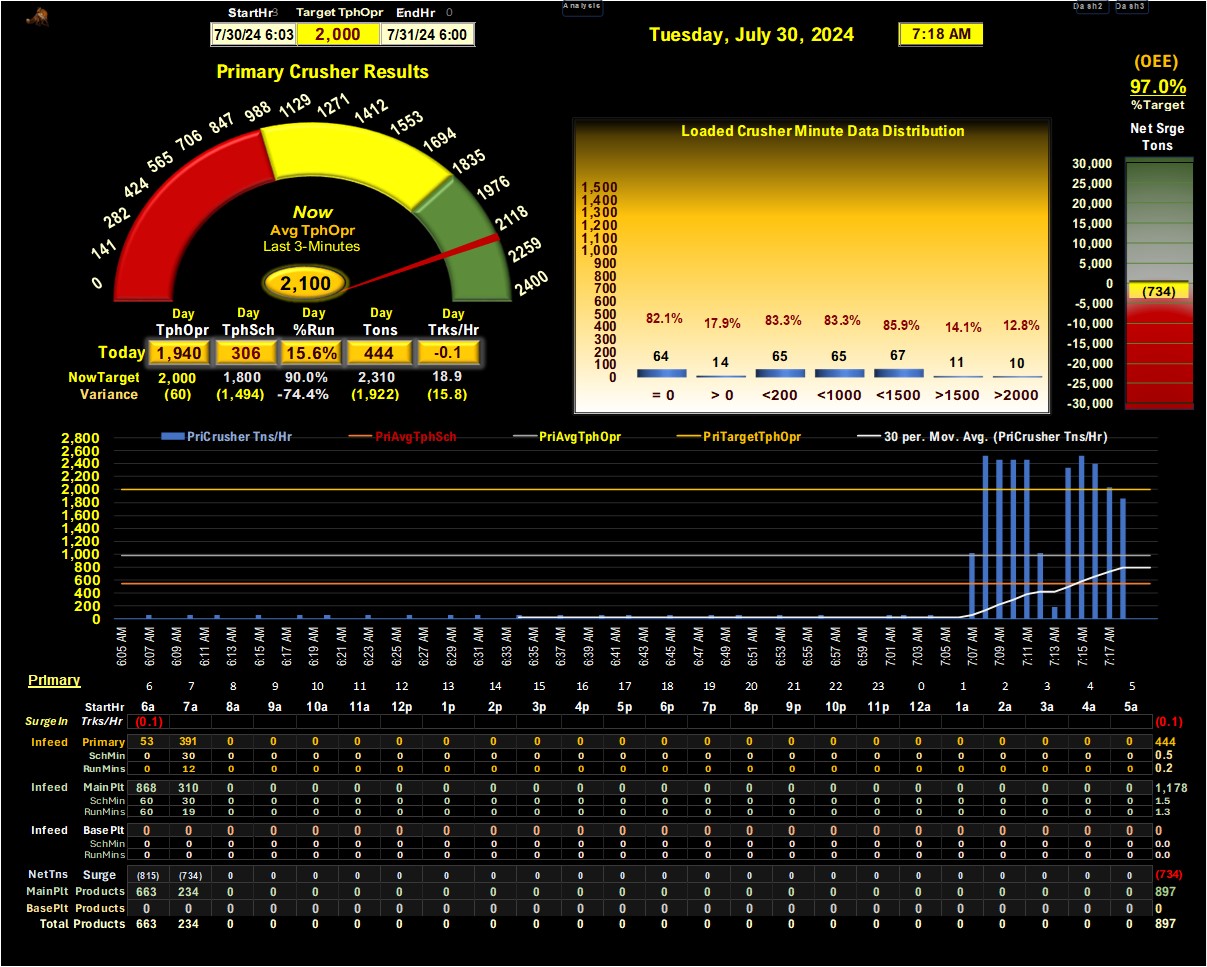 StartHr 3 Target TphOpr EndHr 0
7/30/24 6:03 2,000 7/31/24 6:00
Analysis
Dash2 Dash3
Tuesday, July 30, 2024
7:18 AM
(OEE)
97.0%
%Target
Net Srge
Tons
30,000
25,000
20,000
15,000
10,000
5,000
0
(734)
-5,000
-10,000
-15,000
-20,000
-25,000
-30,000
Primary Crusher Results
0
141
282
424
565
706
847
988
1129
1271
1412
1553
1694
1835
1976
2118
2259
2400
Now
Avg TphOpr
Last 3-Minutes
2,100
Day Day Day Day Day
TphOpr TphSch %Run Tons Trks/Hr
Today 1,940 306 15.6% 444 -0.1
NowTarget 2,000 1,800 90.0% 2,310 18.9
Variance (60) (1,494) -74.4% (1,922) (15.8)
Loaded Crusher Minute Data Distribution
1,500
1,400
1,300
1,200
1,100
1,000
900
800
700
600
500
400
300
200
100
0
82.1% 17.9% 83.3% 83.3% 85.9% 14.1% 12.8%
64 14 65 65 67 11 10
= 0 > 0 <200 <1000 <1500 >1500 >2000
PriCrusher Tns/Hr PriAvgTphSch PriAvgTphOpr PriTargetTphOpr 30 per. Mov. Avg. (PriCrusher Tns/Hr)
2,800
2,600
2,400
2,200
2,000
1,800
1,600
1,400
1,200
1,000
800
600
400
200
0
6:05 AM 6:07 AM 6:09 AM 6:11 AM 6:13 AM 6:15 AM 6:17 AM 6:19 AM 6:21 AM 6:23 AM 6:25 AM 6:27 AM 6:29 AM 6:31 AM 6:33 AM 6:35 AM 6:37 AM 6:39 AM 6:41 AM 6:43 AM 6:45 AM 6:47 AM 6:49 AM 6:51 AM 6:53 AM 6:55 AM 6:57 AM 6:59 AM 7:01 AM 7:03 AM 7:05 AM 7:07 AM 7:09 AM 7:11 AM 7:13 AM 7:15 AM 7:17 AM
Primary
6 7 8 9 10 11 12 13 14 15 16 17 18 19 20 21 22 23 0 1 2 3 4 5
StartHr 6a 7a 8a 9a 10a 11a 12p 1p 2p 3p 4p 5p 6p 7p 8p 9p 10p 11p 12a 1a 2a 3a 4a 5a
SurgeIn Trks/Hr (0.1) (0.1)
Infeed Primary 53 391 0 0 0 0 0 0 0 0 0 0 0 0 0 0 0 0 0 0 0 0 0 0 444
SchMin 0 30 0 0 0 0 0 0 0 0 0 0 0 0 0 0 0 0 0 0 0 0 0 0 0.5
RunMins 0 12 0 0 0 0 0 0 0 0 0 0 0 0 0 0 0 0 0 0 0 0 0 0 0.2
Infeed MainPlt 868 310 0 0 0 0 0 0 0 0 0 0 0 0 0 0 0 0 0 0 0 0 0 0 1,178
SchMin 60 30 0 0 0 0 0 0 0 0 0 0 0 0 0 0 0 0 0 0 0 0 0 0 1.5
RunMins 60 19 0 0 0 0 0 0 0 0 0 0 0 0 0 0 0 0 0 0 0 0 0 0 1.3
Infeed BasePlt 0 0 0 0 0 0 0 0 0 0 0 0 0 0 0 0 0 0 0 0 0 0 0 0 0
SchMin 0 0 0 0 0 0 0 0 0 0 0 0 0 0 0 0 0 0 0 0 0 0 0 0 0.0
RunMins 0 0 0 0 0 0 0 0 0 0 0 0 0 0 0 0 0 0 0 0 0 0 0 0 0.0
NetTns Surge (815) (734) 0 0 0 0 0 0 0 0 0 0 0 0 0 0 0 0 0 0 0 0 0 0 (734)
MainPlt Products 663 234 0 0 0 0 0 0 0 0 0 0 0 0 0 0 0 0 0 0 0 0 0 0 897
BasePlt Products 0 0 0 0 0 0 0 0 0 0 0 0 0 0 0 0 0 0 0 0 0 0 0 0 0
Total Products 663 234 0 0 0 0 0 0 0 0 0 0 0 0 0 0 0 0 0 0 0 0 0 0 897